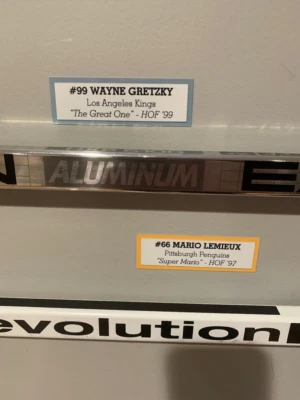 #99 WAYNE GRETZKY
Los Angeles Kings
"The Great One" - HOF '99
ALUMINUM
#66 MARIO LEMIEUX
Pittsburgh Penguins
"Super Mario" - HOF '97
evolution